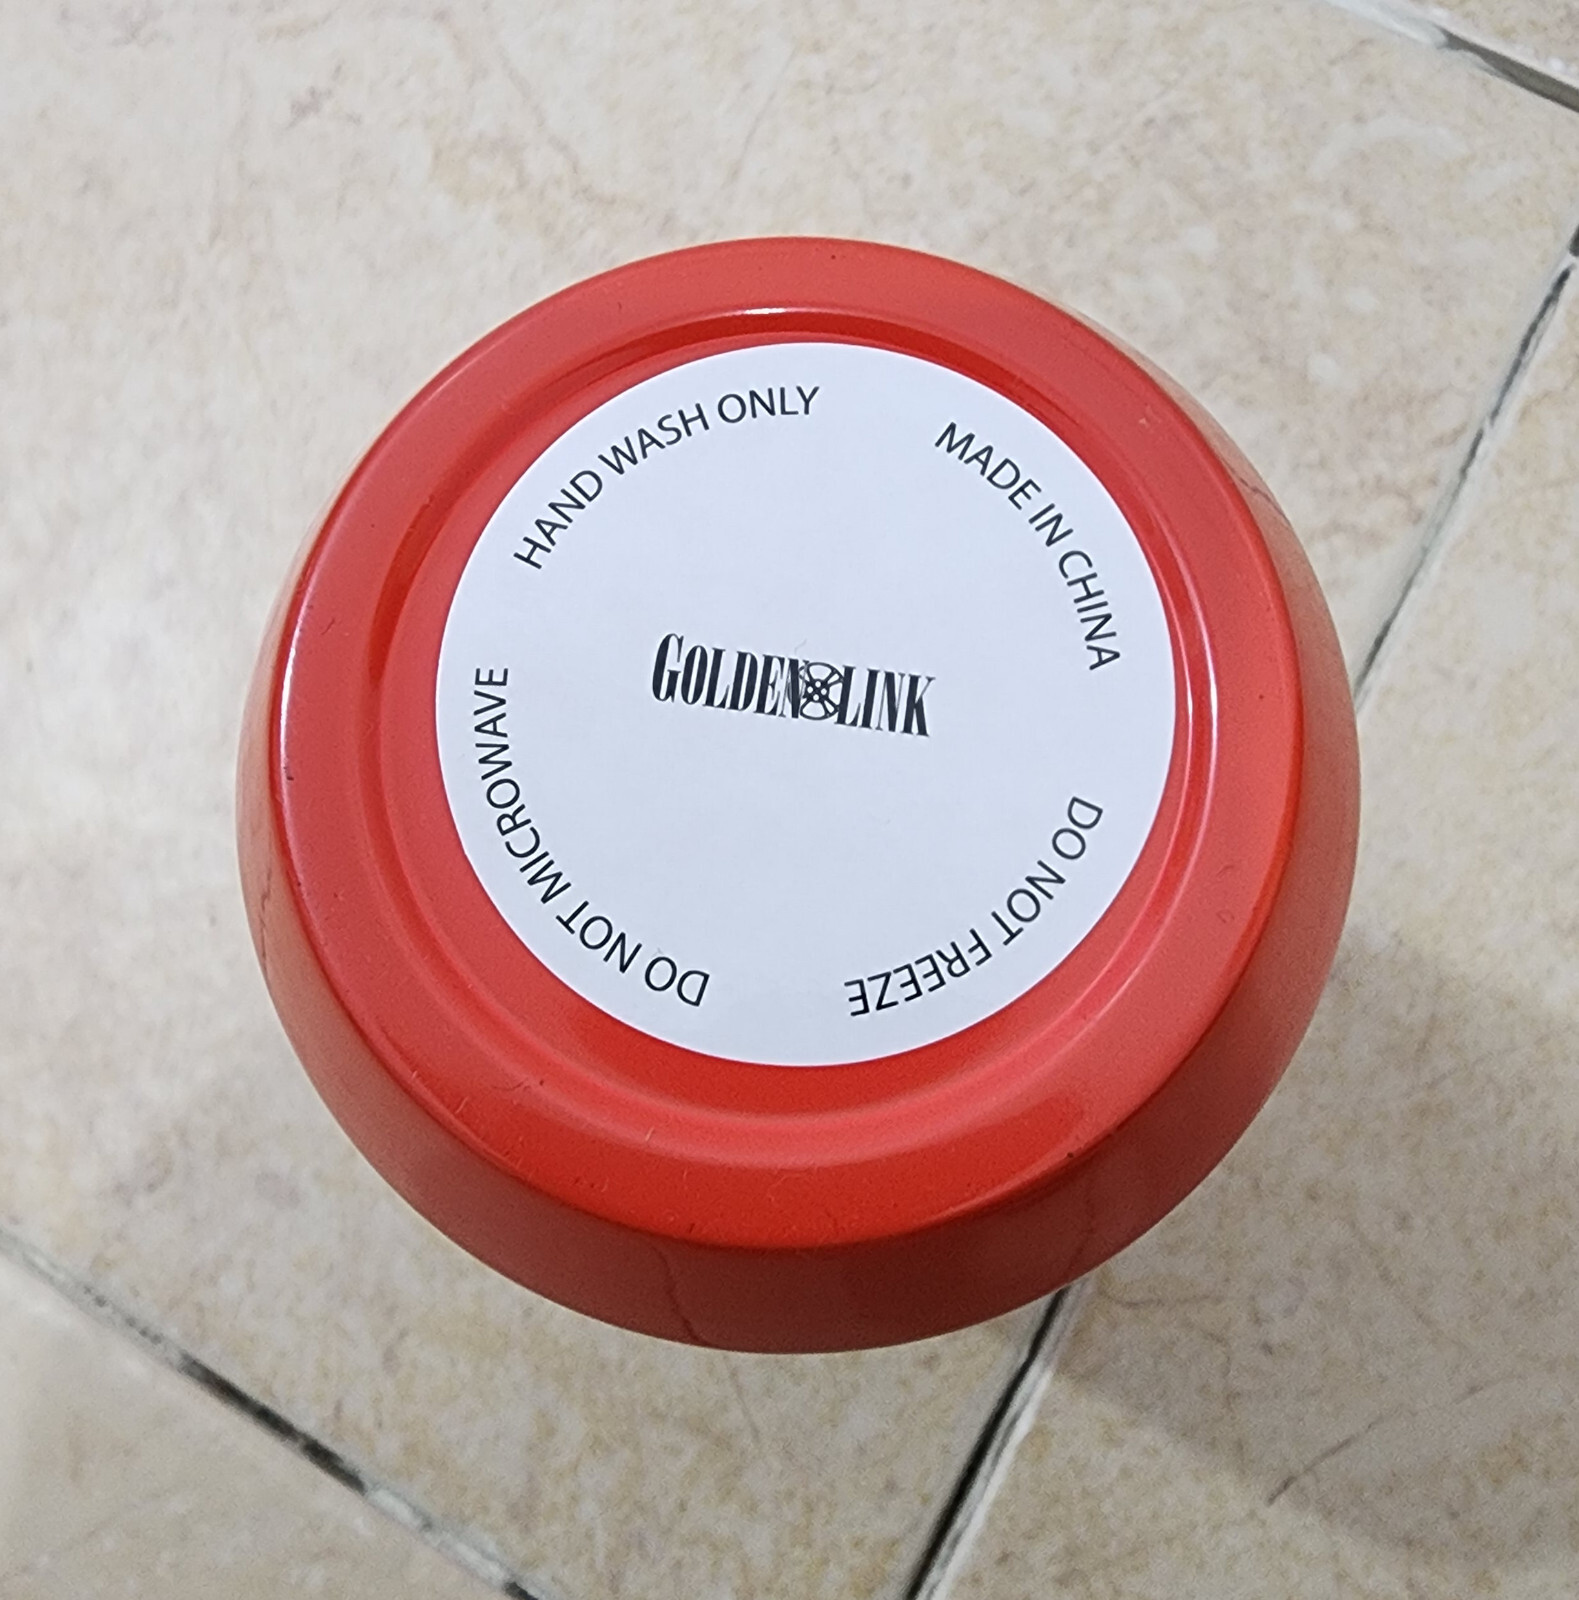 HAND WASH ONLY
MADE IN CHINA
GOLDEN LINK
DO NOT FREEZE
DO NOT MICROWAVE